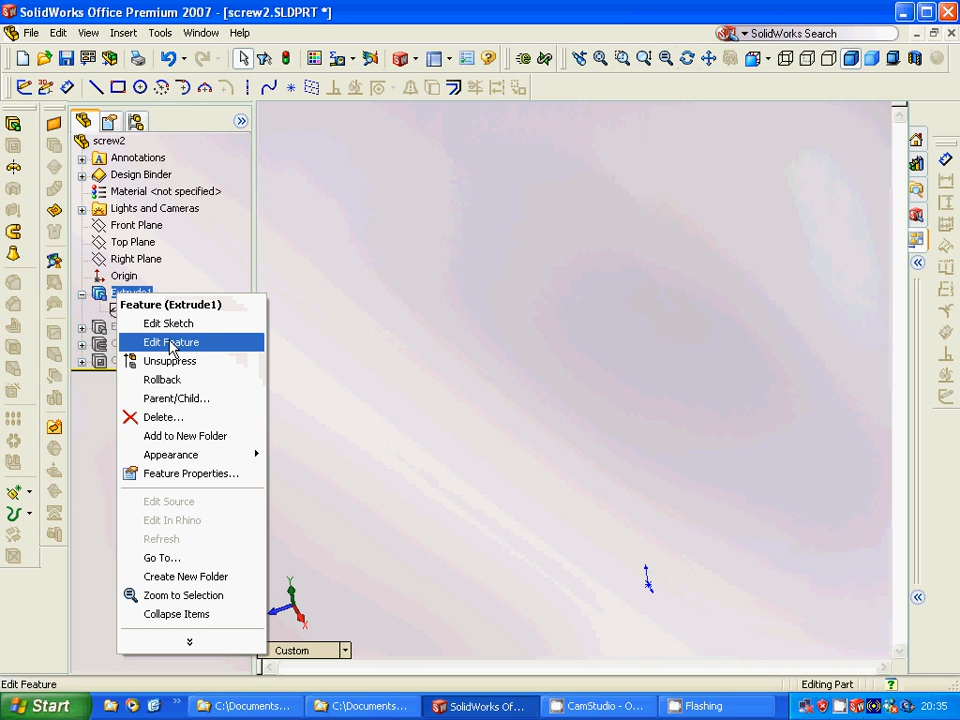 SolidWorks Office Premium 2007 - [screw2.SLDPRT *]
File Edit View Insert Tools Window Help
SolidWorks Search
screw2
Annotations
Design Binder
Material <not specified>
Lights and Cameras
Front Plane
Top Plane
Right Plane
Origin
Extrude1
Feature (Extrude1)
Edit Sketch
Edit Feature
Unsuppress
Rollback
Parent/Child...
Delete...
Add to New Folder
Appearance
Feature Properties...
Edit Source
Edit In Rhino
Refresh
Go To...
Create New Folder
Zoom to Selection
Collapse Items
Y
X
Custom
Edit Feature
Editing Part
Start
C:\Documents...
C:\Documents...
SolidWorks Of...
CamStudio - O...
Flashing
20:35